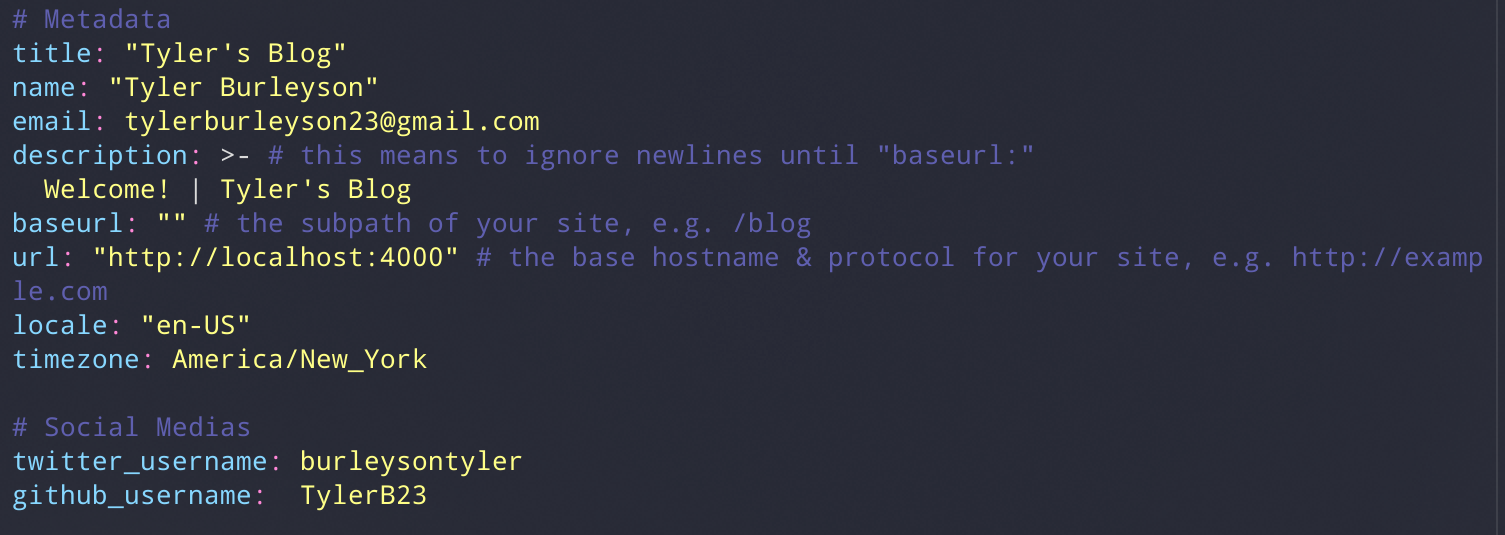 # Metadata
title: "Tyler's Blog"
name: "Tyler Burleyson"
email: tylerburleyson23@gmail.com
description: >- # this means to ignore newlines until "baseurl:"
  Welcome! | Tyler's Blog
baseurl: "" # the subpath of your site, e.g. /blog
url: "http://localhost:4000" # the base hostname & protocol for your site, e.g. http://examp
le.com
locale: "en-US"
timezone: America/New_York

# Social Medias
twitter_username: burleysontyler
github_username:  TylerB23